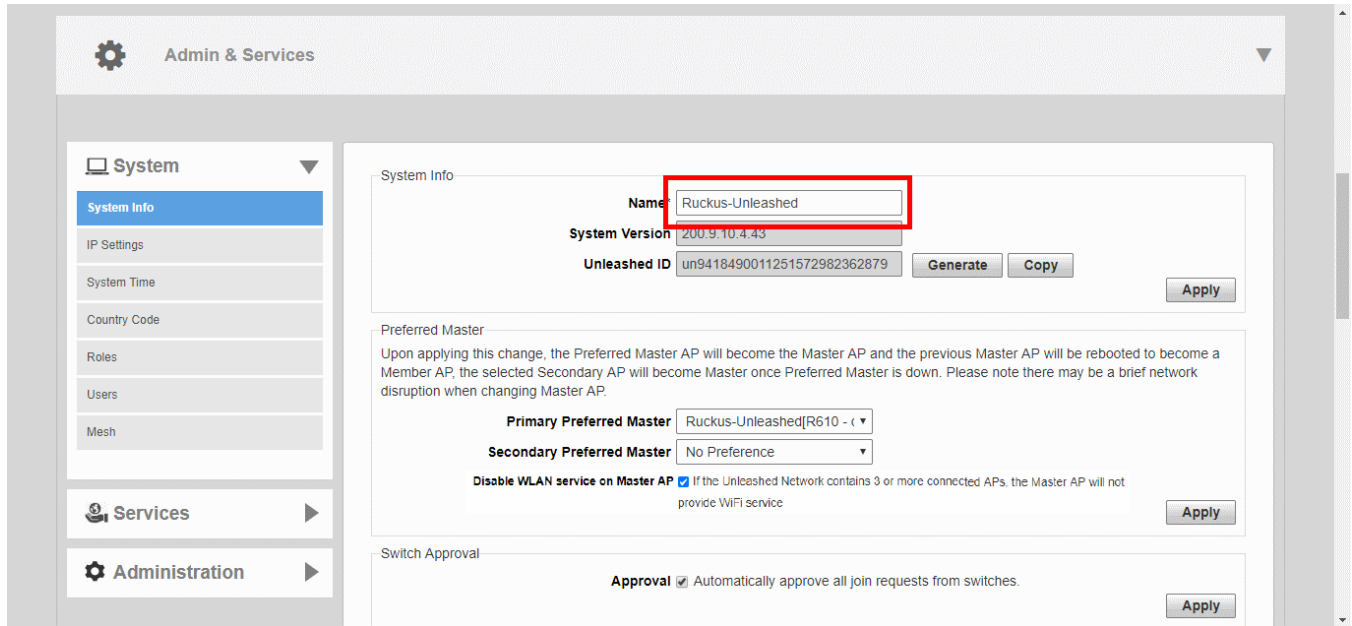 Admin & Services
System
System Info
IP Settings
System Time
Country Code
Roles
Users
Mesh
Services
Administration
System Info
Name* Ruckus-Unleashed
System Version 200.9.10.4.43
Unleashed ID un9418490011251572982362879 Generate Copy
Apply
Preferred Master
Upon applying this change, the Preferred Master AP will become the Master AP and the previous Master AP will be rebooted to become a
Member AP, the selected Secondary AP will become Master once Preferred Master is down. Please note there may be a brief network
disruption when changing Master AP.
Primary Preferred Master Ruckus-Unleashed[R610 - (
Secondary Preferred Master No Preference
Disable WLAN service on Master AP If the Unleashed Network contains 3 or more connected APs, the Master AP will not
provide WiFi service
Apply
Switch Approval
Approval Automatically approve all join requests from switches.
Apply